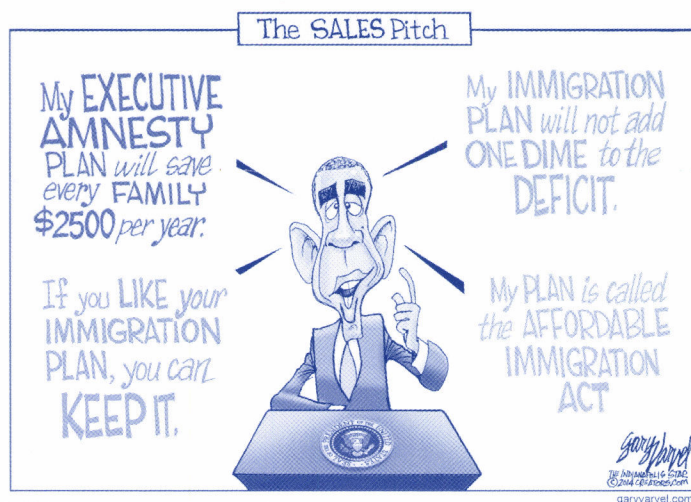 The SALES Pitch
My EXECUTIVE
AMNESTY
PLAN will save
every FAMILY
$2500 per year.
My IMMIGRATION
PLAN will not add
ONE DIME to the
DEFICIT.
If you LIKE your
IMMIGRATION
PLAN, you can
KEEP IT.
My PLAN is called
the AFFORDABLE
IMMIGRATION
ACT
Gary Varvel
THE INDIANAPOLIS STAR
©2014 CREATORS.COM
garyvarvel.com